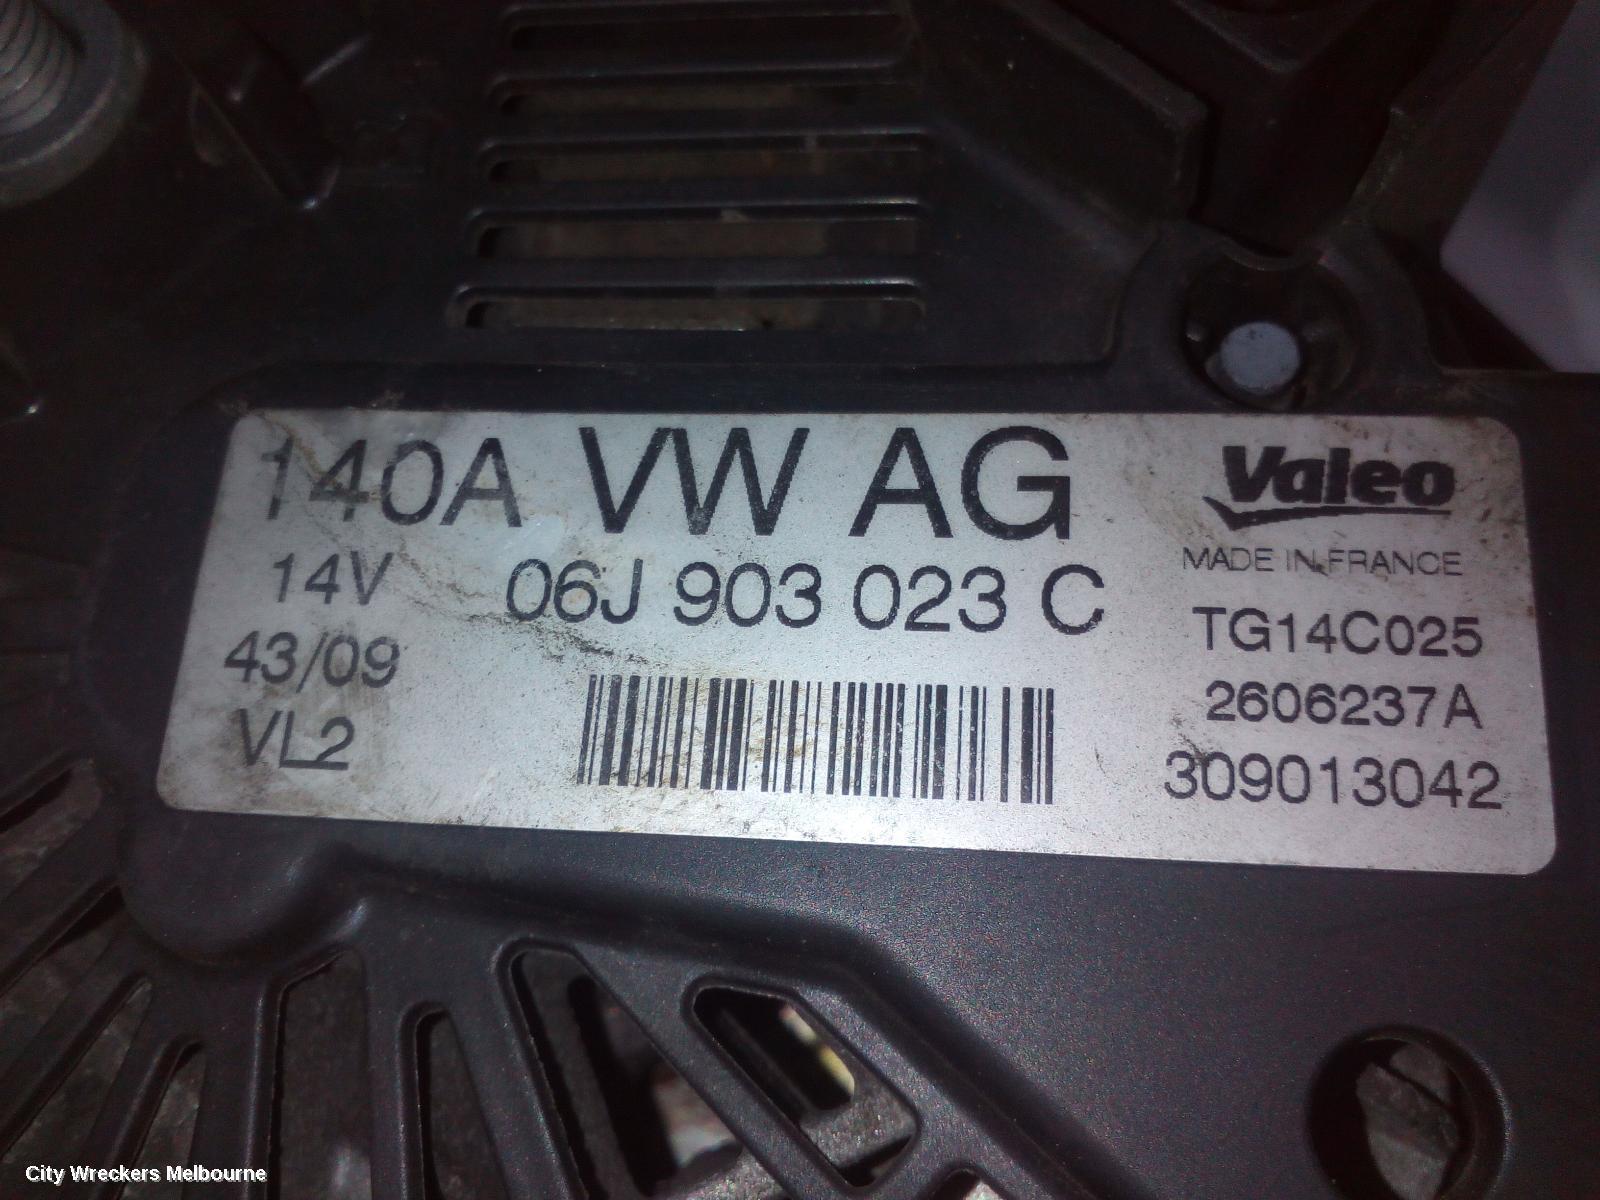 140A VW AG
14V 06J 903 023 C
43/09
VL2
Valeo
MADE IN FRANCE
TG14C025
2606237A
309013042
City Wreckers Melbourne